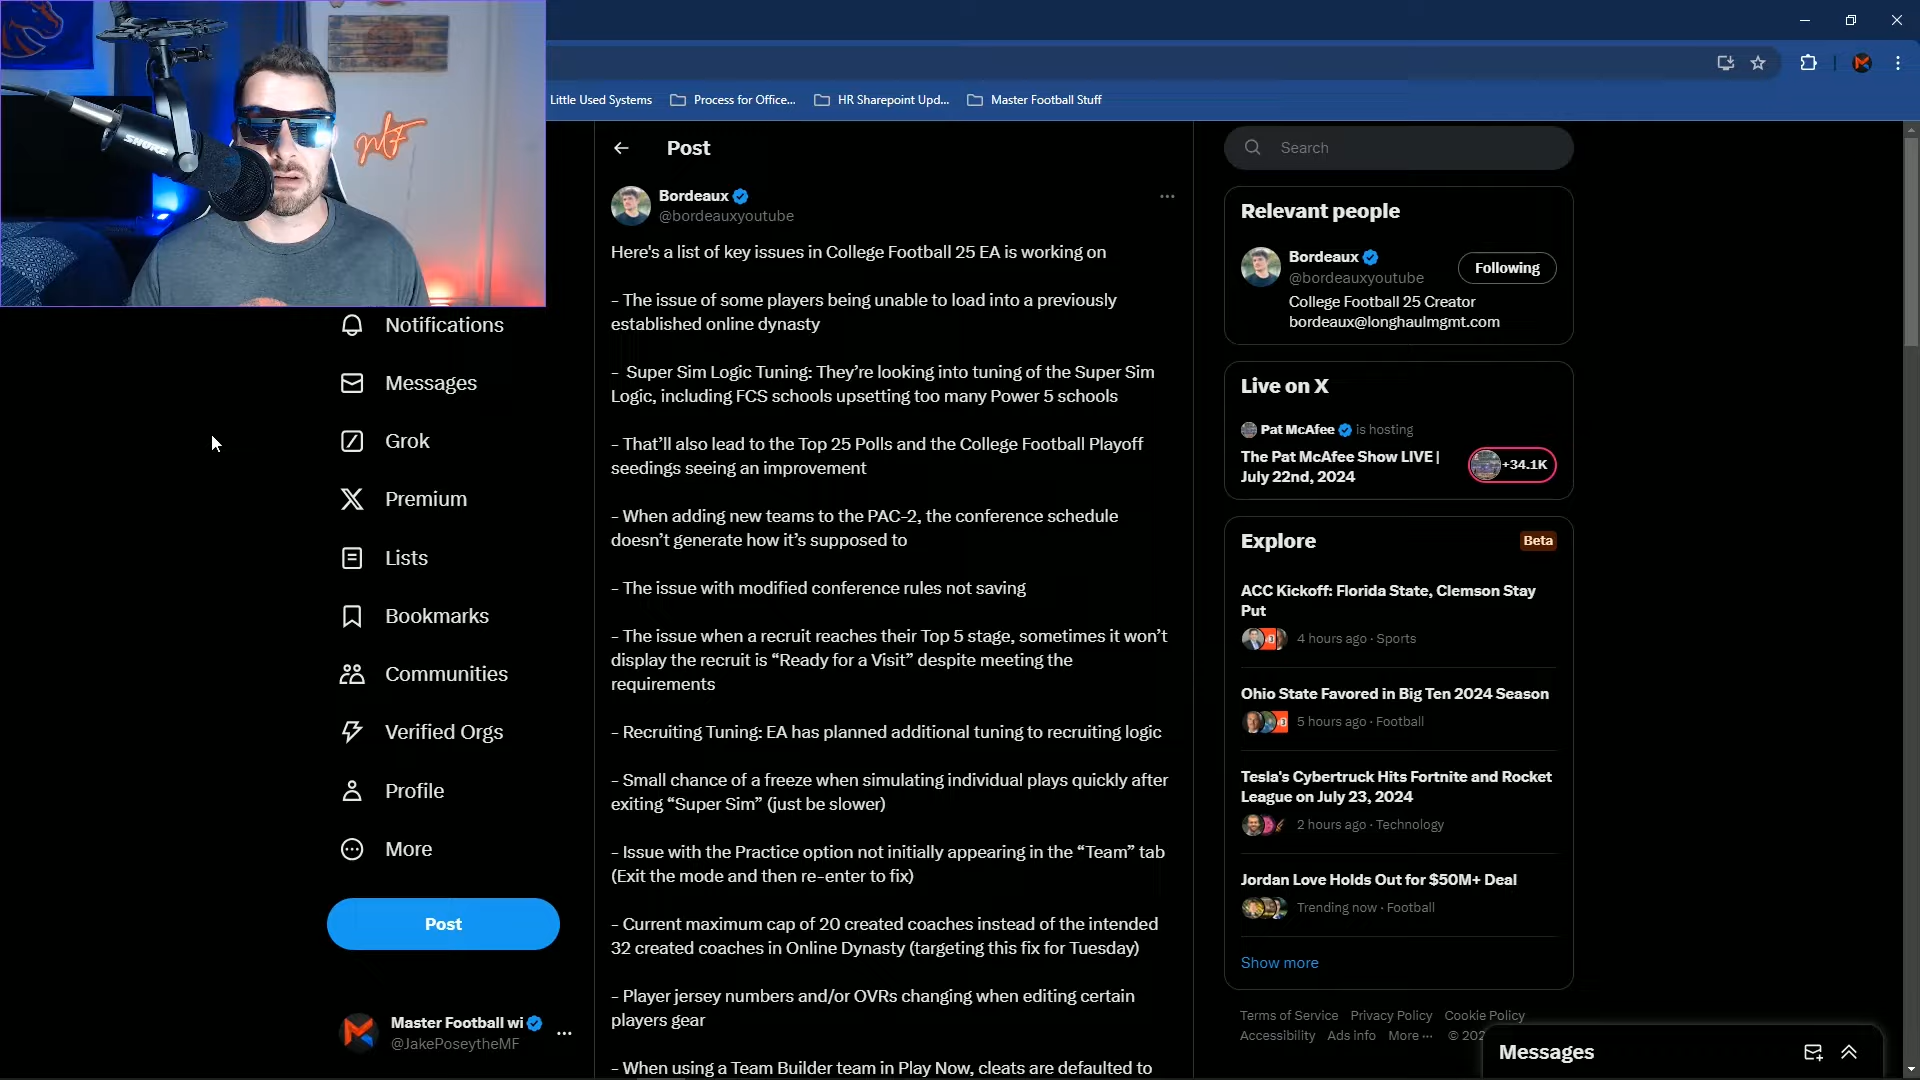 SHURE
MF
Little Used Systems
Process for Office...
HR Sharepoint Upd...
Master Football Stuff
Notifications
Messages
Grok
Premium
Lists
Bookmarks
Communities
Verified Orgs
Profile
More
Post
Master Football wi
@JakePoseytheMF
Post
Bordeaux
@bordeauxyoutube
Here's a list of key issues in College Football 25 EA is working on
- The issue of some players being unable to load into a previously
established online dynasty
- Super Sim Logic Tuning: They're looking into tuning of the Super Sim
Logic, including FCS schools upsetting too many Power 5 schools
- That'll also lead to the Top 25 Polls and the College Football Playoff
seedings seeing an improvement
- When adding new teams to the PAC-2, the conference schedule
doesn't generate how it's supposed to
- The issue with modified conference rules not saving
- The issue when a recruit reaches their Top 5 stage, sometimes it won't
display the recruit is “Ready for a Visit” despite meeting the
requirements
- Recruiting Tuning: EA has planned additional tuning to recruiting logic
- Small chance of a freeze when simulating individual plays quickly after
exiting “Super Sim” (just be slower)
- Issue with the Practice option not initially appearing in the “Team” tab
(Exit the mode and then re-enter to fix)
- Current maximum cap of 20 created coaches instead of the intended
32 created coaches in Online Dynasty (targeting this fix for Tuesday)
- Player jersey numbers and/or OVRs changing when editing certain
players gear
- When using a Team Builder team in Play Now, cleats are defaulted to
Search
Relevant people
Bordeaux
@bordeauxyoutube
Following
College Football 25 Creator
bordeaux@longhaulmgmt.com
Live on X
Pat McAfee is hosting
The Pat McAfee Show LIVE |
July 22nd, 2024
+34.1K
Explore
Beta
ACC Kickoff: Florida State, Clemson Stay
Put
4 hours ago · Sports
Ohio State Favored in Big Ten 2024 Season
5 hours ago · Football
Tesla's Cybertruck Hits Fortnite and Rocket
League on July 23, 2024
2 hours ago · Technology
Jordan Love Holds Out for $50M+ Deal
Trending now · Football
Show more
Terms of Service Privacy Policy Cookie Policy
Accessibility Ads info More ··· © 202
Messages